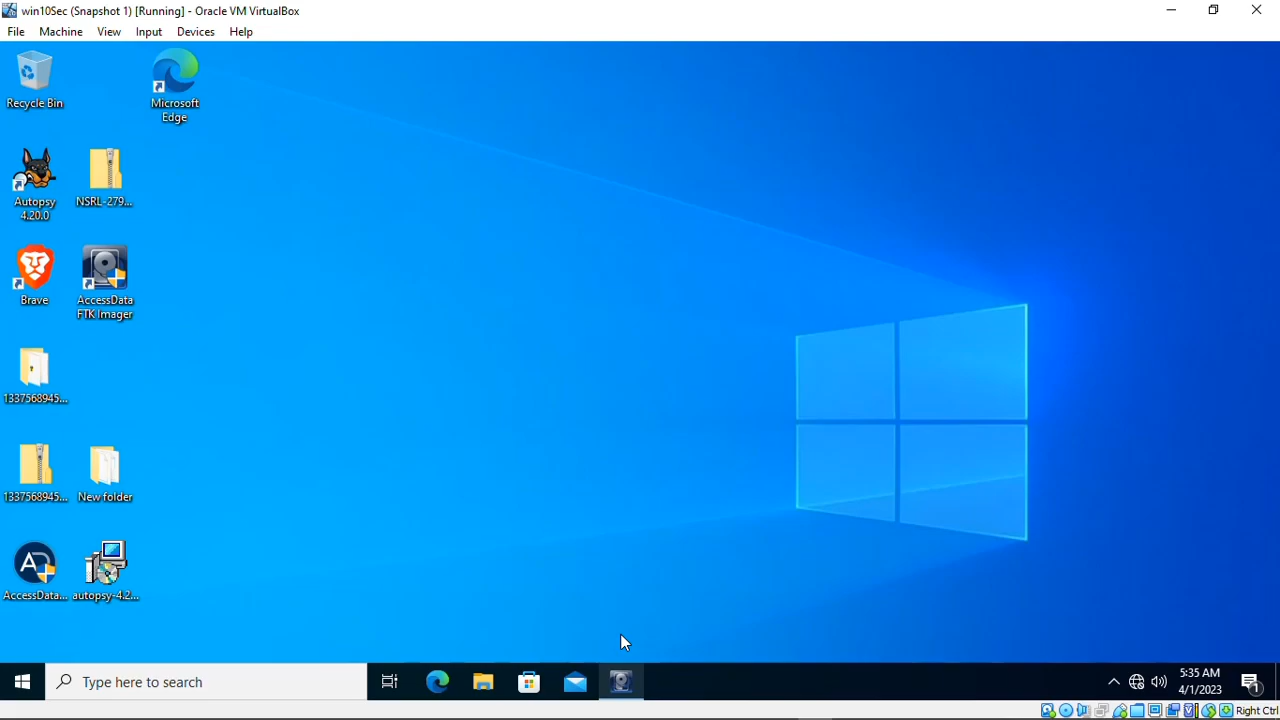 win10Sec (Snapshot 1) [Running] - Oracle VM VirtualBox
File Machine View Input Devices Help
Recycle Bin
Microsoft
Edge
Autopsy
4.20.0
NSRL-279...
Brave
AccessData
FTK Imager
1337568945...
1337568945...
New folder
AccessData...
autopsy-4.2...
Type here to search
5:35 AM
4/1/2023
1
Right Ctrl